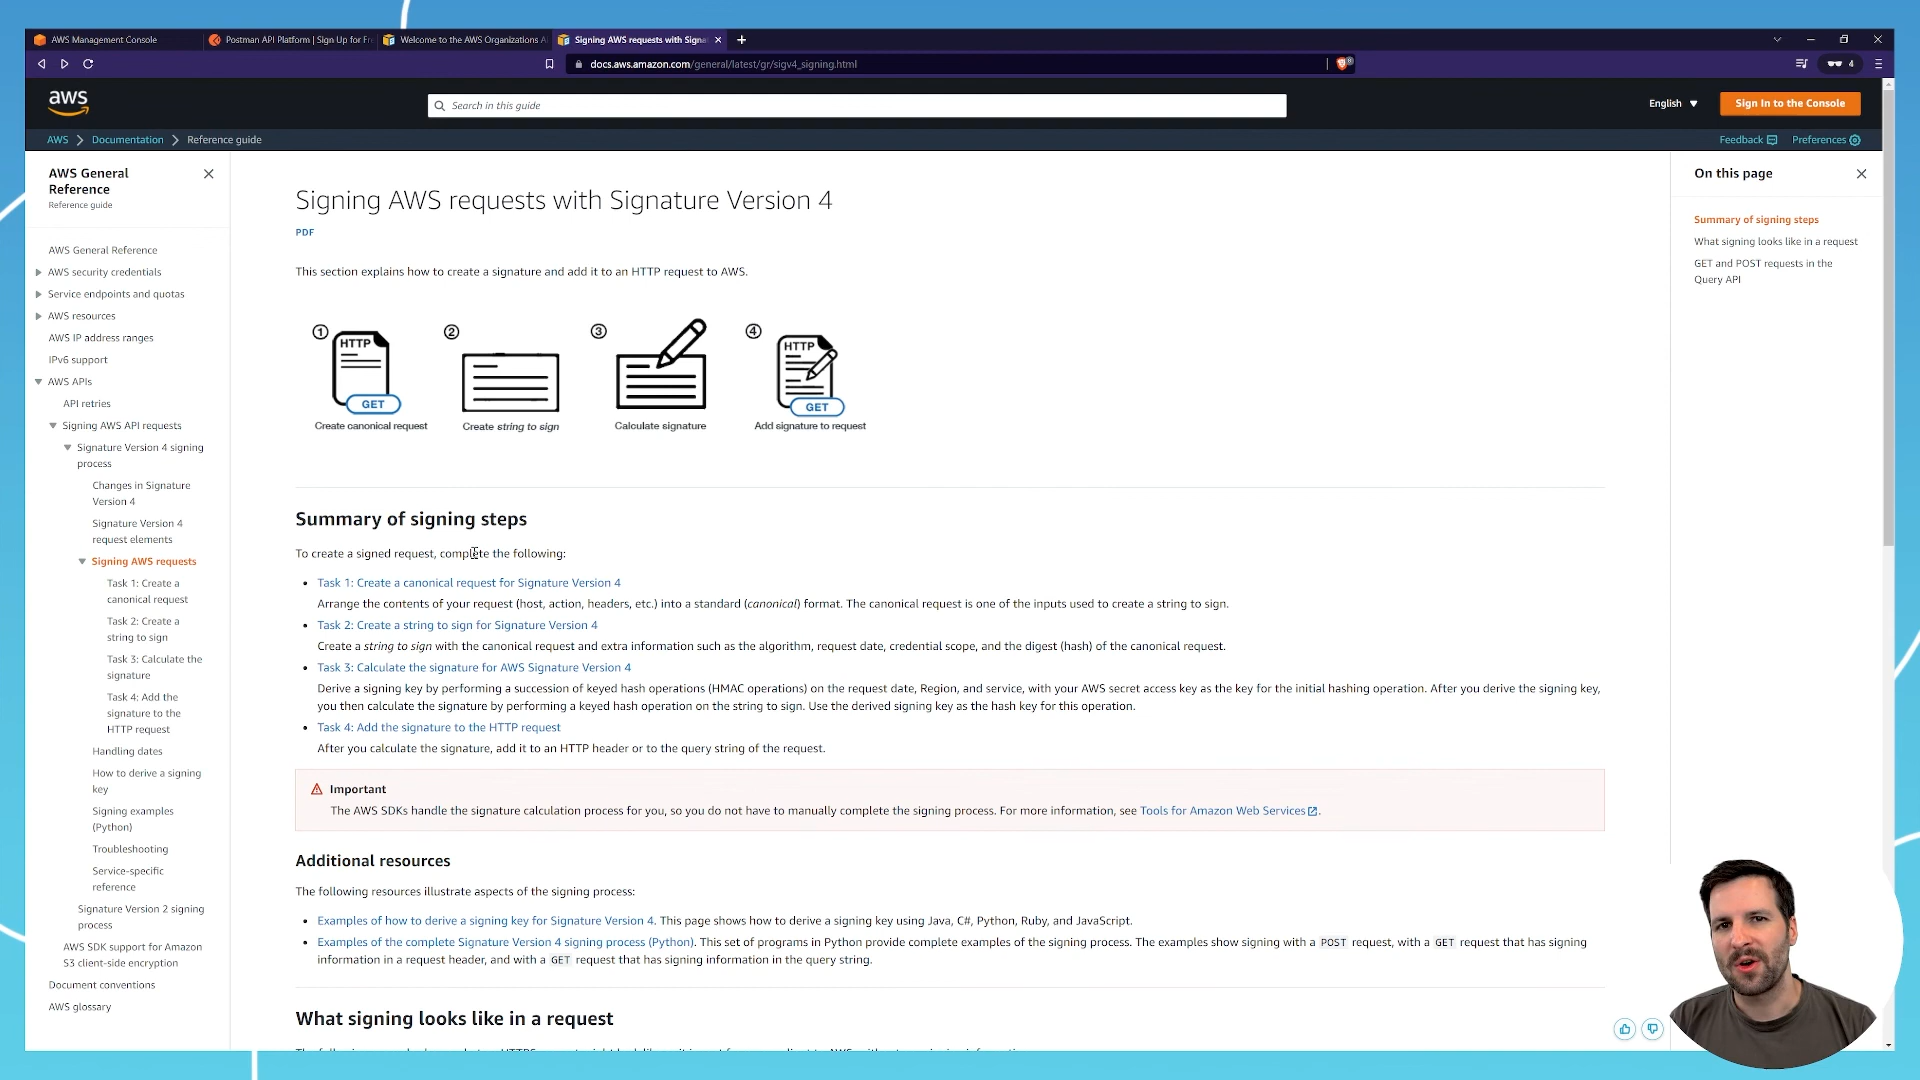 AWS Management Console
Postman API Platform | Sign Up for Fr
Welcome to the AWS Organizations A
Signing AWS requests with Signa
docs.aws.amazon.com/general/latest/gr/sigv4_signing.html
4
aws
Search in this guide
English
Sign In to the Console
AWS
Documentation
Reference guide
Feedback
Preferences
AWS General
Reference
Reference guide
AWS General Reference
AWS security credentials
Service endpoints and quotas
AWS resources
AWS IP address ranges
IPv6 support
AWS APIs
API retries
Signing AWS API requests
Signature Version 4 signing
process
Changes in Signature
Version 4
Signature Version 4
request elements
Signing AWS requests
Task 1: Create a
canonical request
Task 2: Create a
string to sign
Task 3: Calculate the
signature
Task 4: Add the
signature to the
HTTP request
Handling dates
How to derive a signing
key
Signing examples
(Python)
Troubleshooting
Service-specific
reference
Signature Version 2 signing
process
AWS SDK support for Amazon
S3 client-side encryption
Document conventions
AWS glossary
Signing AWS requests with Signature Version 4
PDF
This section explains how to create a signature and add it to an HTTP request to AWS.
1
HTTP
GET
Create canonical request
2
Create string to sign
3
Calculate signature
4
HTTP
GET
Add signature to request
Summary of signing steps
To create a signed request, complete the following:
• Task 1: Create a canonical request for Signature Version 4
Arrange the contents of your request (host, action, headers, etc.) into a standard (canonical) format. The canonical request is one of the inputs used to create a string to sign.
• Task 2: Create a string to sign for Signature Version 4
Create a string to sign with the canonical request and extra information such as the algorithm, request date, credential scope, and the digest (hash) of the canonical request.
• Task 3: Calculate the signature for AWS Signature Version 4
Derive a signing key by performing a succession of keyed hash operations (HMAC operations) on the request date, Region, and service, with your AWS secret access key as the key for the initial hashing operation. After you derive the signing key,
you then calculate the signature by performing a keyed hash operation on the string to sign. Use the derived signing key as the hash key for this operation.
• Task 4: Add the signature to the HTTP request
After you calculate the signature, add it to an HTTP header or to the query string of the request.
Important
The AWS SDKs handle the signature calculation process for you, so you do not have to manually complete the signing process. For more information, see Tools for Amazon Web Services.
Additional resources
The following resources illustrate aspects of the signing process:
• Examples of how to derive a signing key for Signature Version 4. This page shows how to derive a signing key using Java, C#, Python, Ruby, and JavaScript.
• Examples of the complete Signature Version 4 signing process (Python). This set of programs in Python provide complete examples of the signing process. The examples show signing with a POST request, with a GET request that has signing
information in a request header, and with a GET request that has signing information in the query string.
What signing looks like in a request
On this page
Summary of signing steps
What signing looks like in a request
GET and POST requests in the
Query API